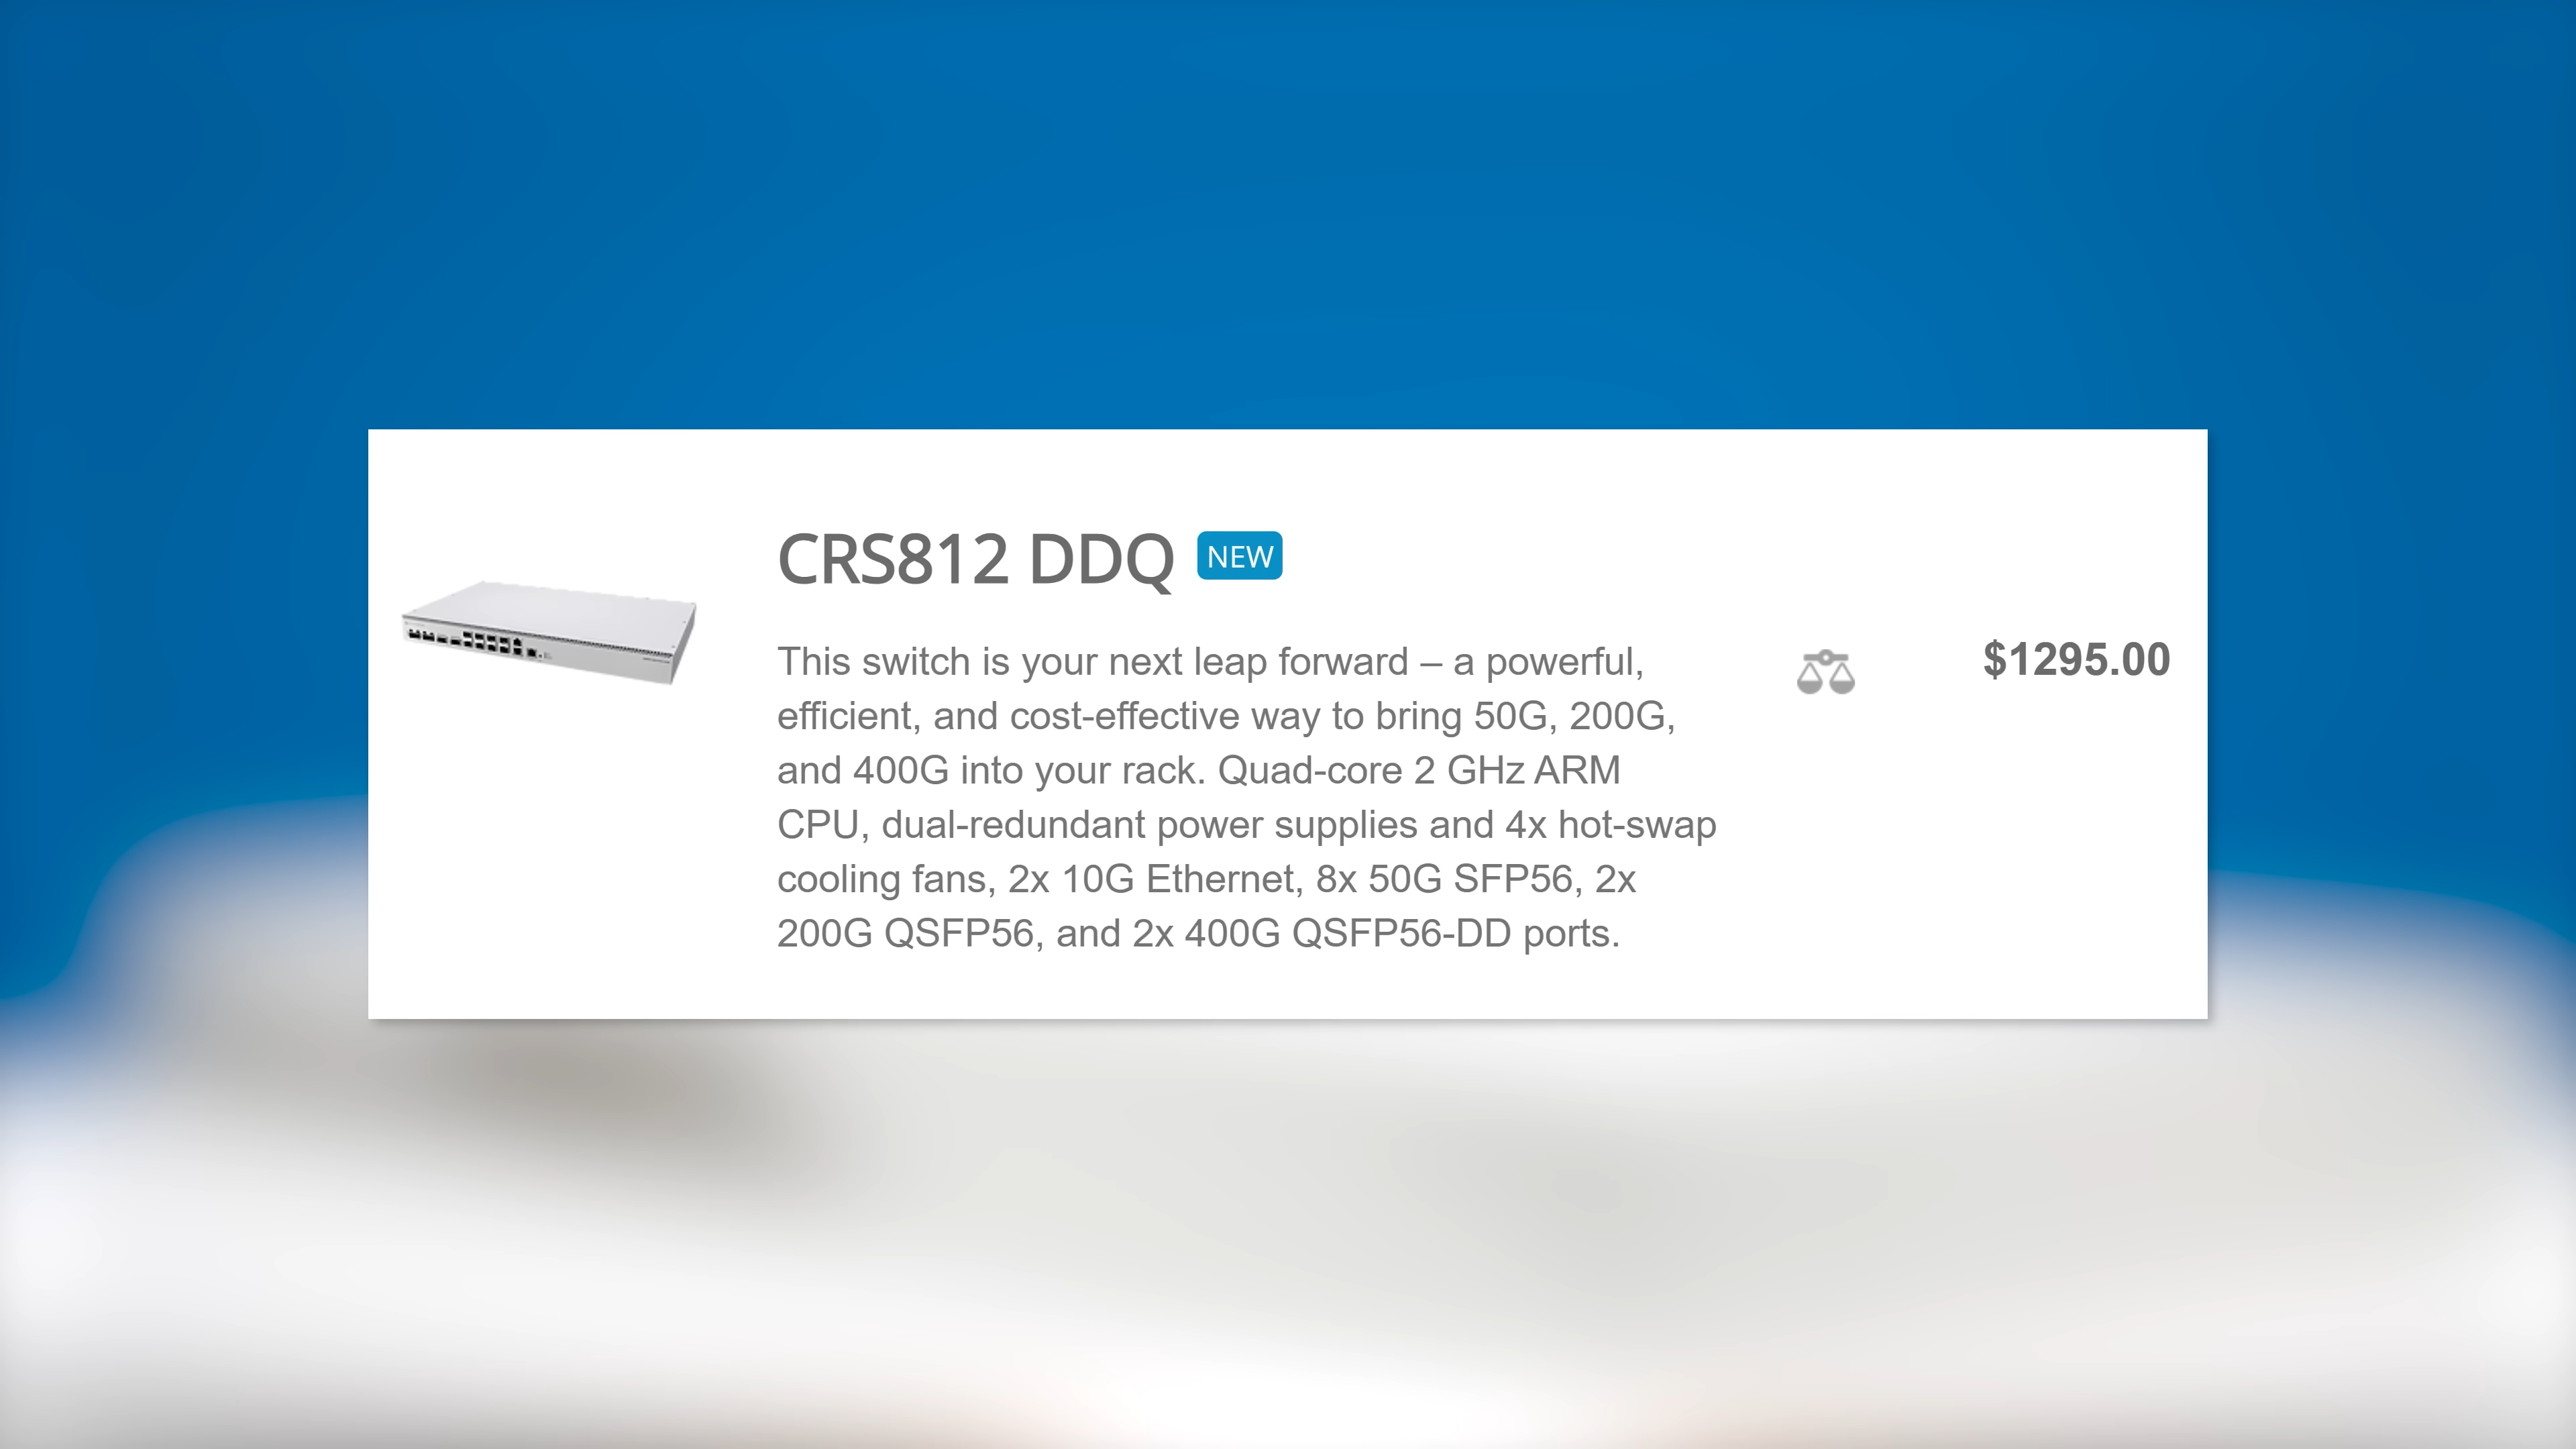 CRS812 DDQ NEW
This switch is your next leap forward – a powerful,
efficient, and cost-effective way to bring 50G, 200G,
and 400G into your rack. Quad-core 2 GHz ARM
CPU, dual-redundant power supplies and 4x hot-swap
cooling fans, 2x 10G Ethernet, 8x 50G SFP56, 2x
200G QSFP56, and 2x 400G QSFP56-DD ports.
$1295.00